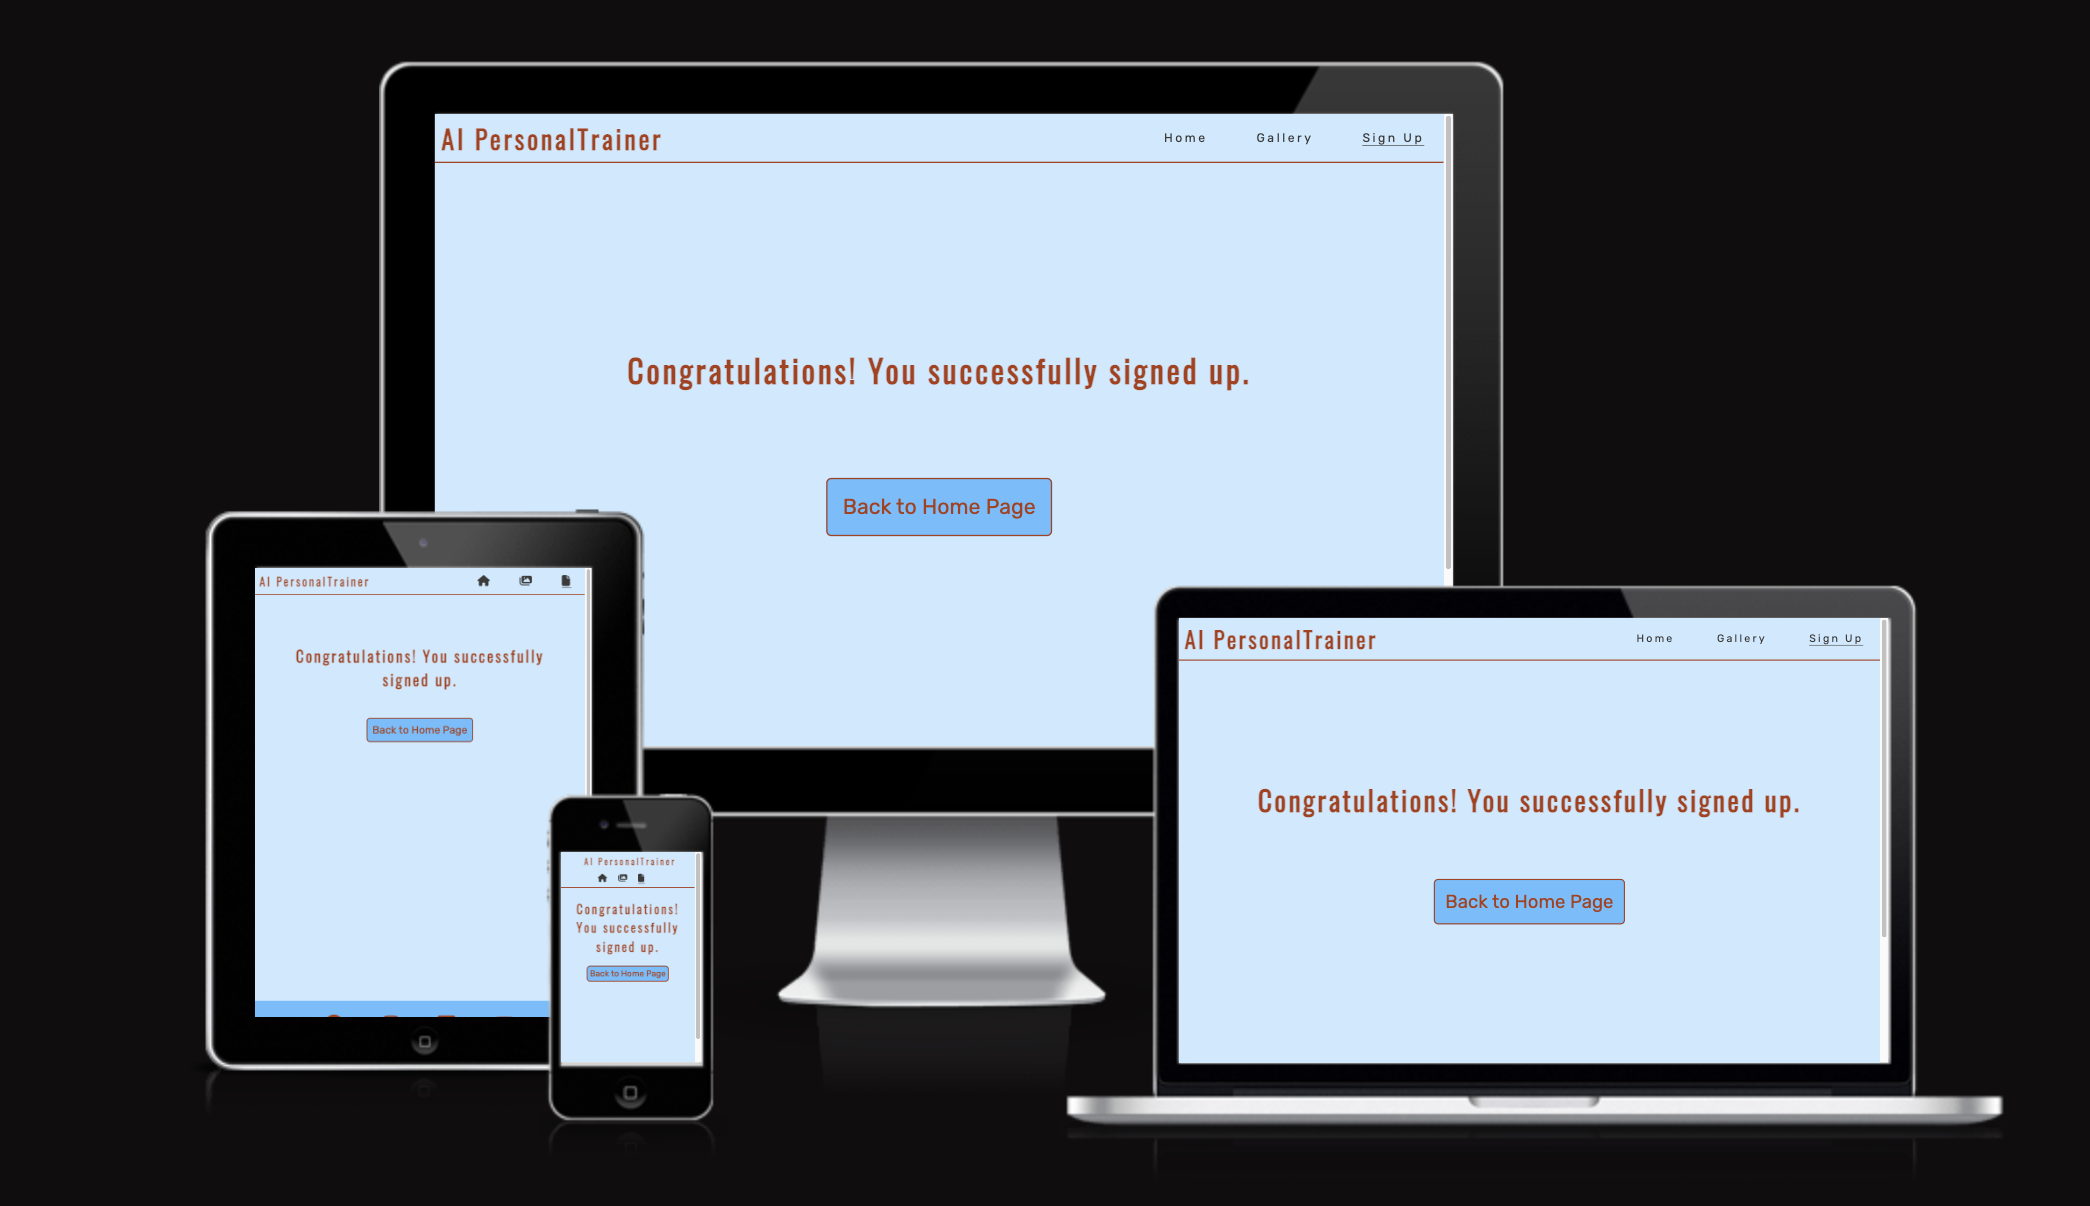 AI PersonalTrainer
Home Gallery Sign Up
Congratulations! You successfully signed up.
Back to Home Page
AI PersonalTrainer
Congratulations! You successfully
signed up.
Back to Home Page
AI PersonalTrainer
Congratulations!
You successfully
signed up.
Back to Home Page
AI PersonalTrainer
Home Gallery Sign Up
Congratulations! You successfully signed up.
Back to Home Page